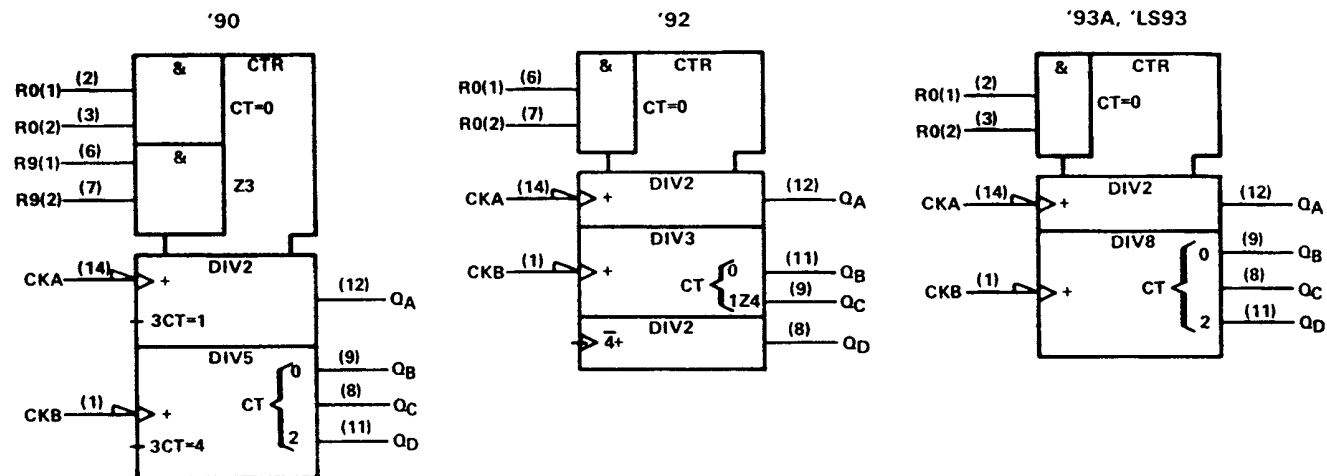 '90
&
CTR
R0(1) (2)
CT=0
R0(2) (3)
R9(1) (6)
&
R9(2) (7)
Z3
DIV2
CKA (14) +
(12) QA
3CT=1
DIV5
0 (9) QB
CKB (1) +
CT (8) QC
2 (11) QD
3CT=4
'92
&
CTR
R0(1) (6)
CT=0
R0(2) (7)
DIV2
CKA (14) +
(12) QA
DIV3
CKB (1) +
0 (11) QB
CT
1Z4 (9) QC
DIV2
4̅+
(8) QD
'93A, 'LS93
&
CTR
R0(1) (2)
CT=0
R0(2) (3)
DIV2
CKA (14) +
(12) QA
DIV8
0 (9) QB
CKB (1) +
CT (8) QC
2 (11) QD